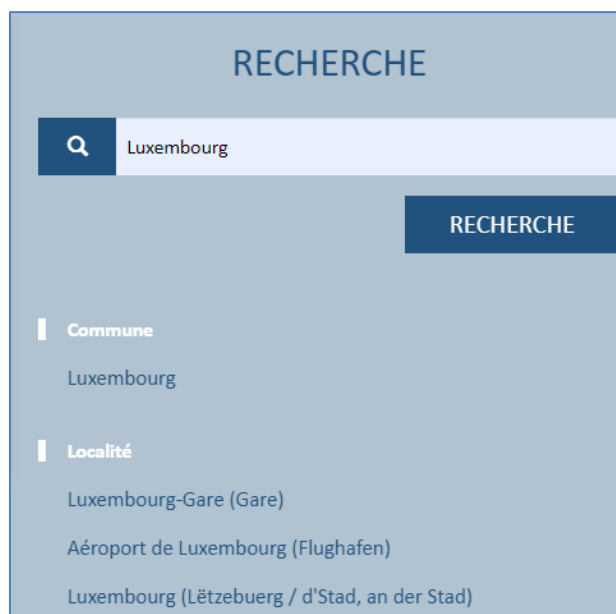 RECHERCHE
Luxembourg
RECHERCHE
Commune
Luxembourg
Localité
Luxembourg-Gare (Gare)
Aéroport de Luxembourg (Flughafen)
Luxembourg (Lëtzebuerg / d'Stad, an der Stad)